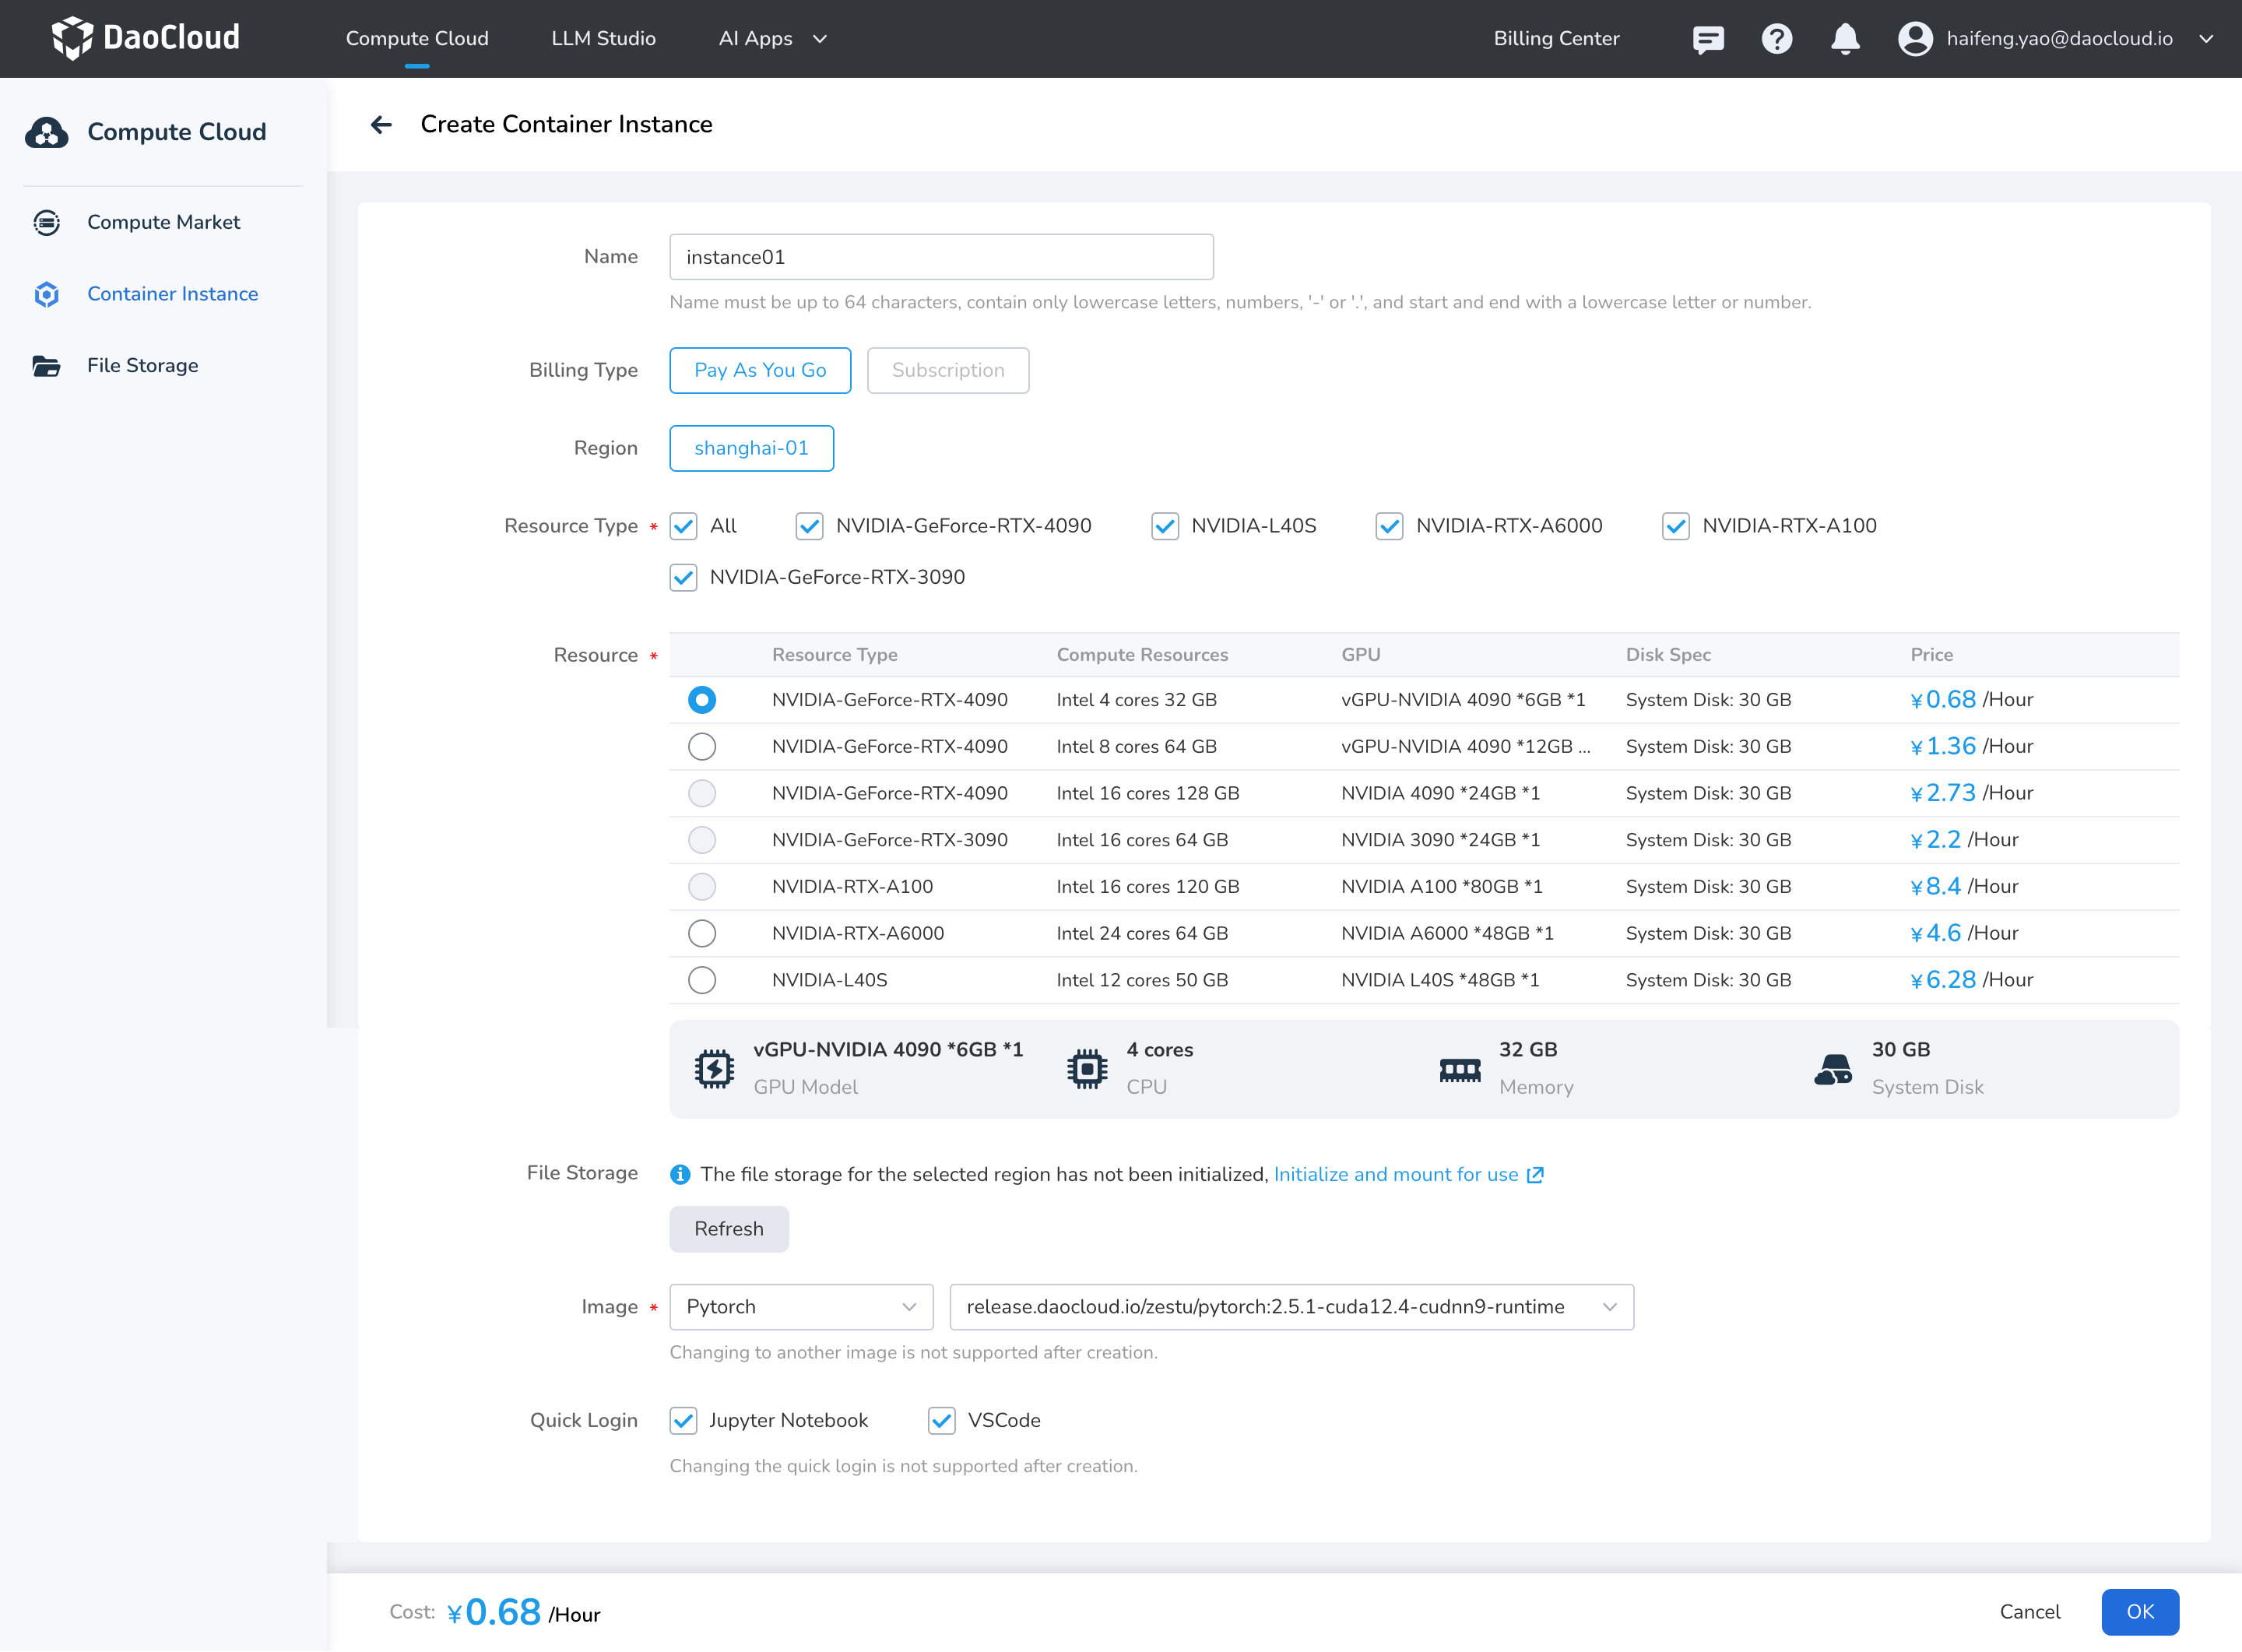 DaoCloud
Compute Cloud
LLM Studio
AI Apps
Billing Center
haifeng.yao@daocloud.io
Compute Cloud
Compute Market
Container Instance
File Storage
Create Container Instance
Name
instance01
Name must be up to 64 characters, contain only lowercase letters, numbers, '-' or '.', and start and end with a lowercase letter or number.
Billing Type Pay As You Go Subscription
Region shanghai-01
Resource Type * All NVIDIA-GeForce-RTX-4090 NVIDIA-L40S NVIDIA-RTX-A6000 NVIDIA-RTX-A100
NVIDIA-GeForce-RTX-3090
Resource * Resource Type Compute Resources GPU Disk Spec Price
NVIDIA-GeForce-RTX-4090 Intel 4 cores 32 GB vGPU-NVIDIA 4090 *6GB *1 System Disk: 30 GB ¥0.68 /Hour
NVIDIA-GeForce-RTX-4090 Intel 8 cores 64 GB vGPU-NVIDIA 4090 *12GB ... System Disk: 30 GB ¥1.36 /Hour
NVIDIA-GeForce-RTX-4090 Intel 16 cores 128 GB NVIDIA 4090 *24GB *1 System Disk: 30 GB ¥2.73 /Hour
NVIDIA-GeForce-RTX-3090 Intel 16 cores 64 GB NVIDIA 3090 *24GB *1 System Disk: 30 GB ¥2.2 /Hour
NVIDIA-RTX-A100 Intel 16 cores 120 GB NVIDIA A100 *80GB *1 System Disk: 30 GB ¥8.4 /Hour
NVIDIA-RTX-A6000 Intel 24 cores 64 GB NVIDIA A6000 *48GB *1 System Disk: 30 GB ¥4.6 /Hour
NVIDIA-L40S Intel 12 cores 50 GB NVIDIA L40S *48GB *1 System Disk: 30 GB ¥6.28 /Hour
vGPU-NVIDIA 4090 *6GB *1 4 cores 32 GB 30 GB
GPU Model CPU Memory System Disk
File Storage The file storage for the selected region has not been initialized, Initialize and mount for use
Refresh
Image * Pytorch release.daocloud.io/zestu/pytorch:2.5.1-cuda12.4-cudnn9-runtime
Changing to another image is not supported after creation.
Quick Login Jupyter Notebook VSCode
Changing the quick login is not supported after creation.
Cost: ¥0.68 /Hour
Cancel
OK